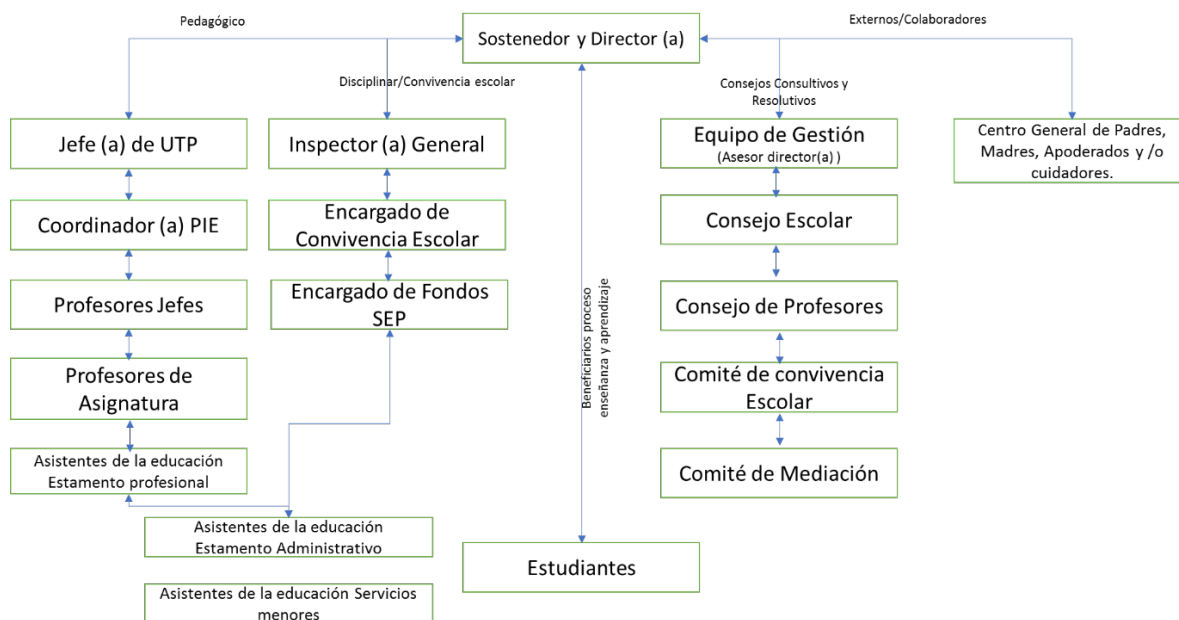 Pedagógico
Externos/Colaboradores
Sostenedor y Director (a)
Disciplinar/Convivencia escolar
Consejos Consultivos y
Resolutivos
Jefe (a) de UTP
Inspector (a) General
Equipo de Gestión
(Asesor director(a) )
Centro General de Padres,
Madres, Apoderados y /o
cuidadores.
Coordinador (a) PIE
Encargado de
Convivencia Escolar
Consejo Escolar
Profesores Jefes
Encargado de Fondos
SEP
Consejo de Profesores
Beneficiarios proceso
enseñanza y aprendizaje
Profesores de
Asignatura
Comité de convivencia
Escolar
Asistentes de la educación
Estamento profesional
Comité de Mediación
Asistentes de la educación
Estamento Administrativo
Estudiantes
Asistentes de la educación Servicios
menores